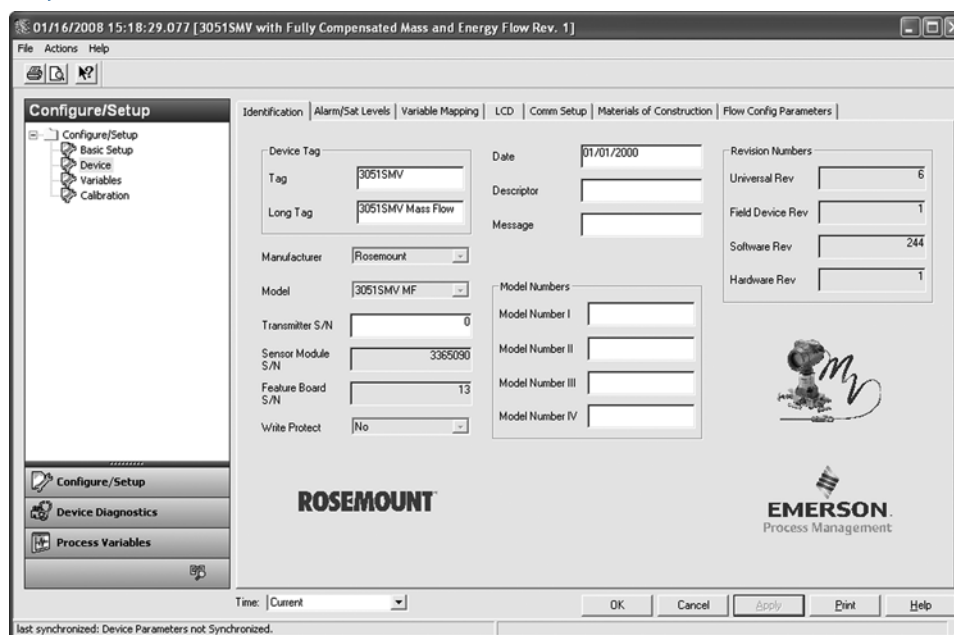 01/16/2008 15:18:29.077 [3051SMV with Fully Compensated Mass and Energy Flow Rev. 1]
File Actions Help
Configure/Setup
Configure/Setup
Basic Setup
Device
Variables
Calibration
Configure/Setup
Device Diagnostics
Process Variables
Identification Alarm/Sat Levels Variable Mapping LCD Comm Setup Materials of Construction Flow Config Parameters
Device Tag
Tag 3051SMV
Long Tag 3051SMV Mass Flow
Manufacturer Rosemount
Model 3051SMV MF
Transmitter S/N 0
Sensor Module S/N 3365090
Feature Board S/N 13
Write Protect No
Date 01/01/2000
Descriptor
Message
Model Numbers
Model Number I
Model Number II
Model Number III
Model Number IV
Revision Numbers
Universal Rev 6
Field Device Rev 1
Software Rev 244
Hardware Rev 1
MV
ROSEMOUNT
EMERSON.
Process Management
Time: Current
OK Cancel Apply Print Help
last synchronized: Device Parameters not Synchronized.